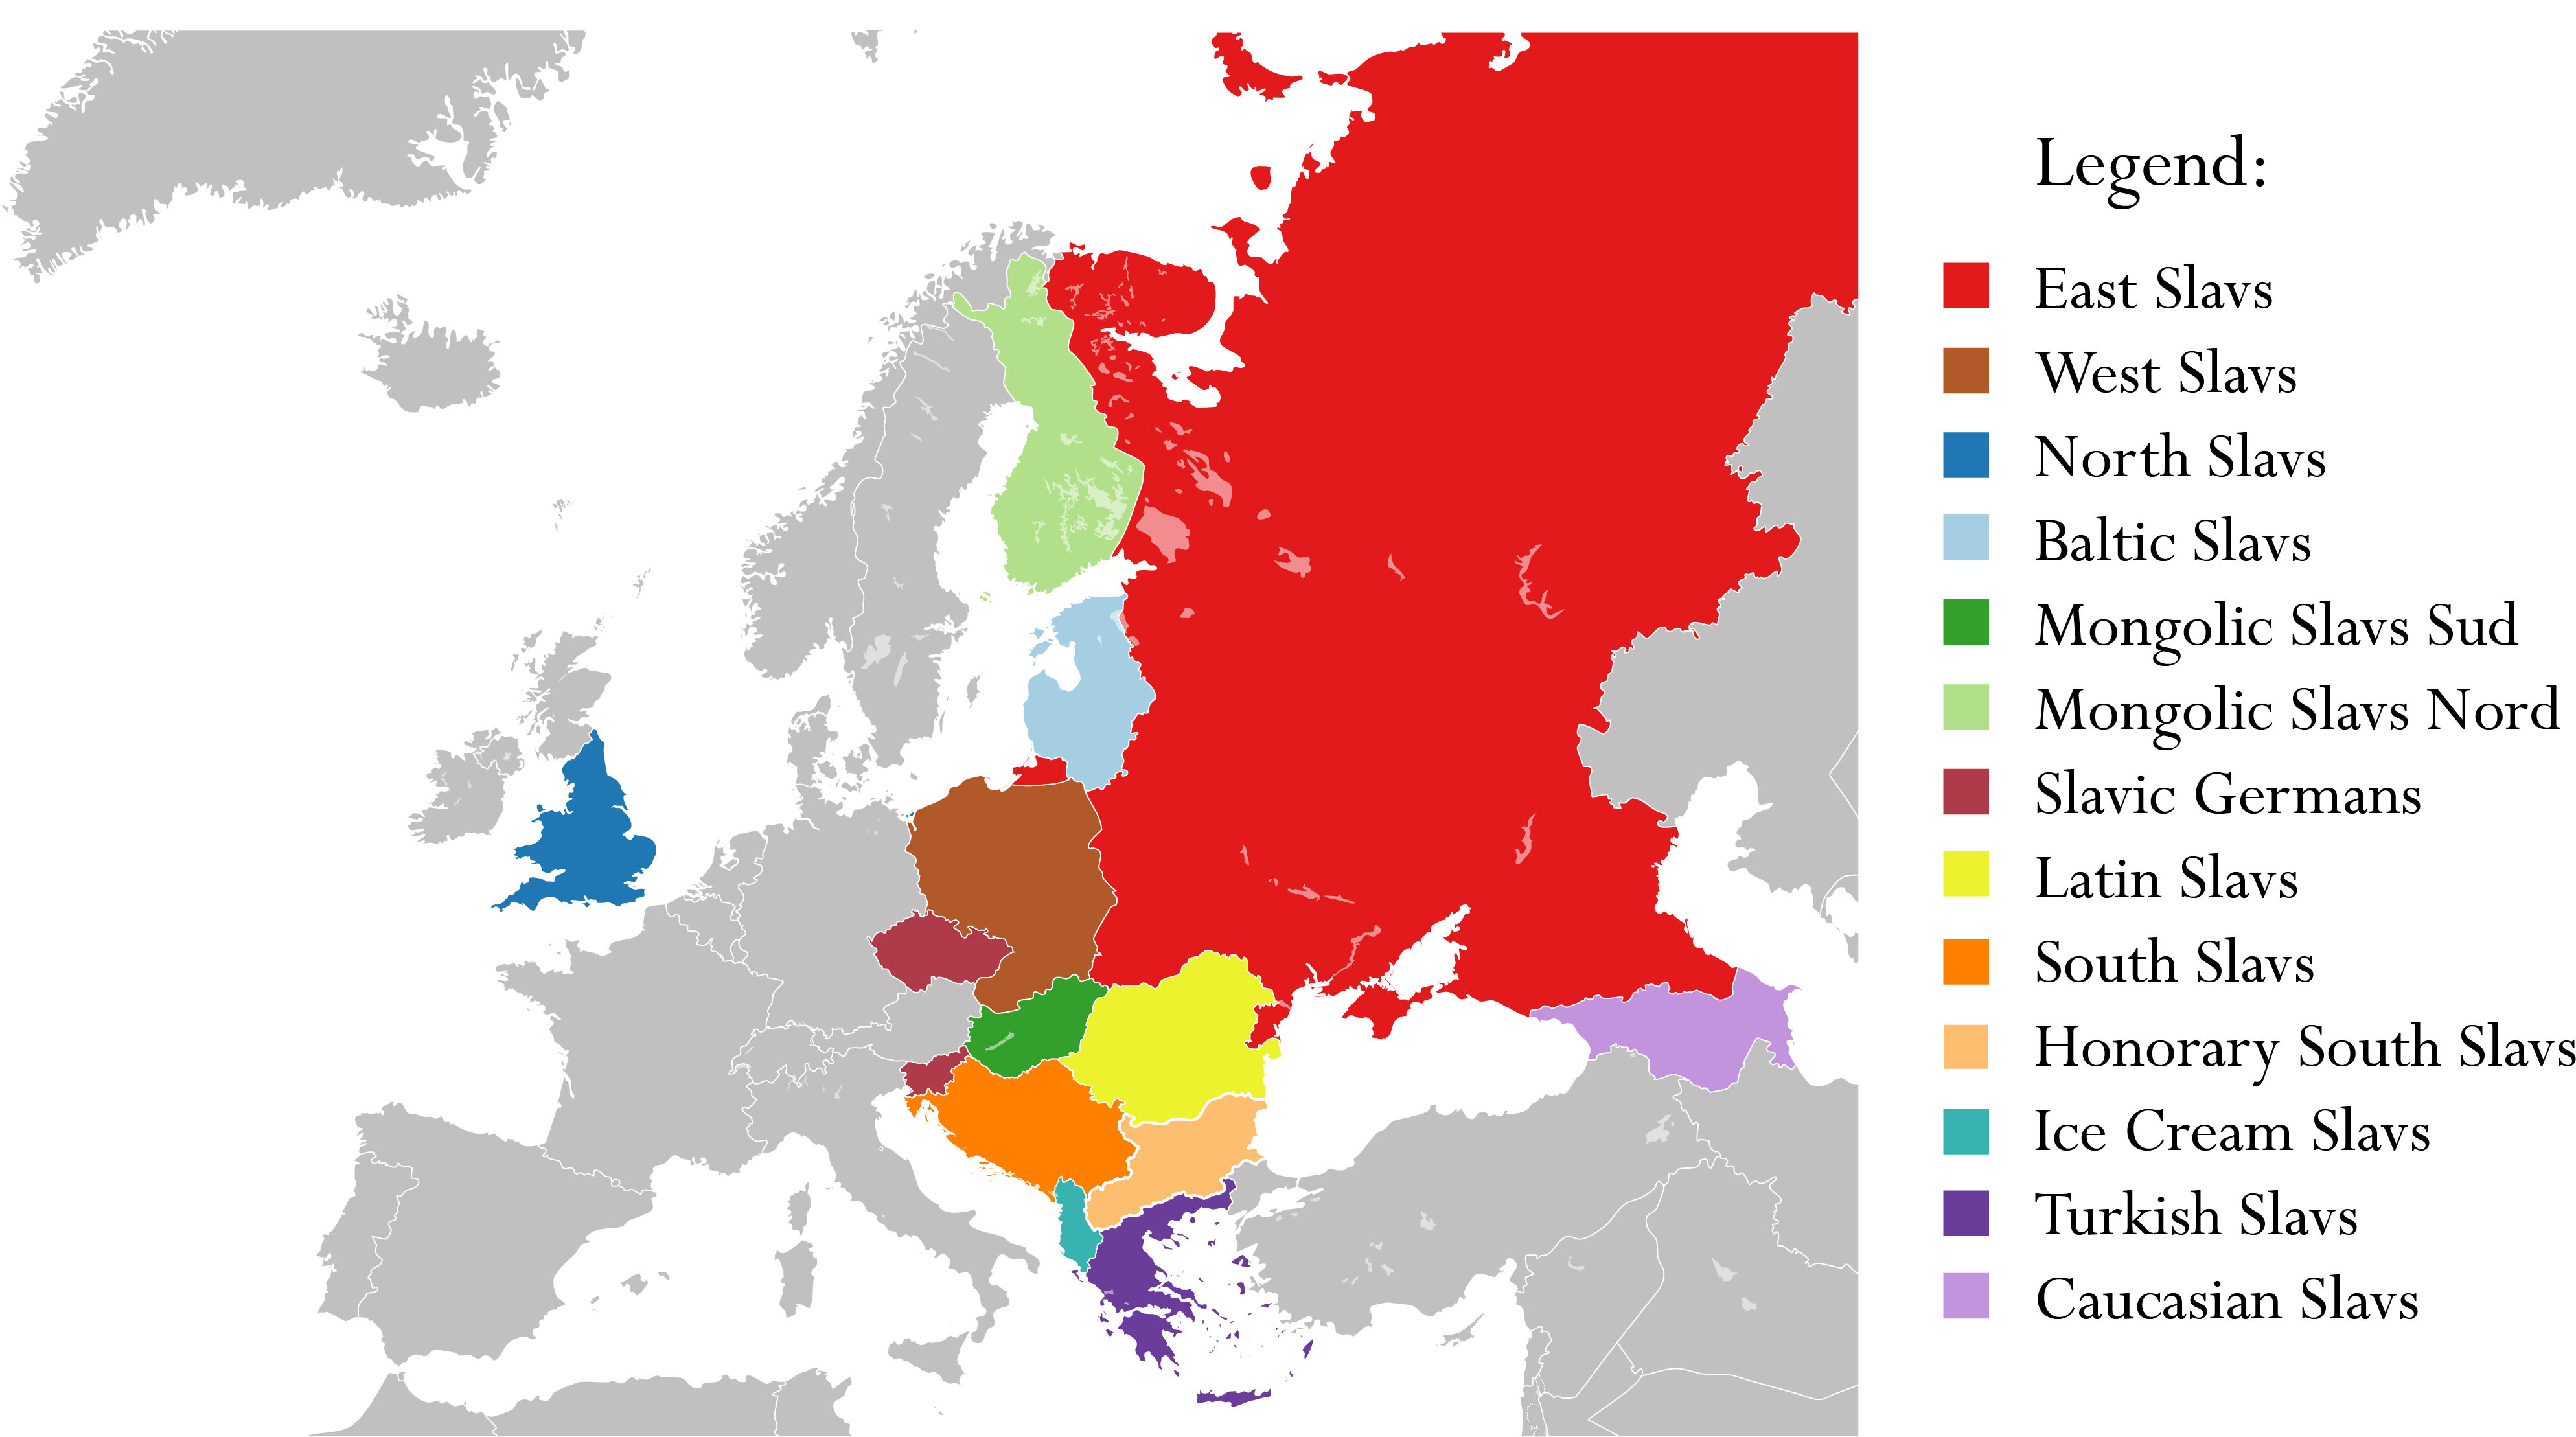 Legend:
East Slavs
West Slavs
North Slavs
Baltic Slavs
Mongolic Slavs Sud
Mongolic Slavs Nord
Slavic Germans
Latin Slavs
South Slavs
Honorary South Slavs
Ice Cream Slavs
Turkish Slavs
Caucasian Slavs